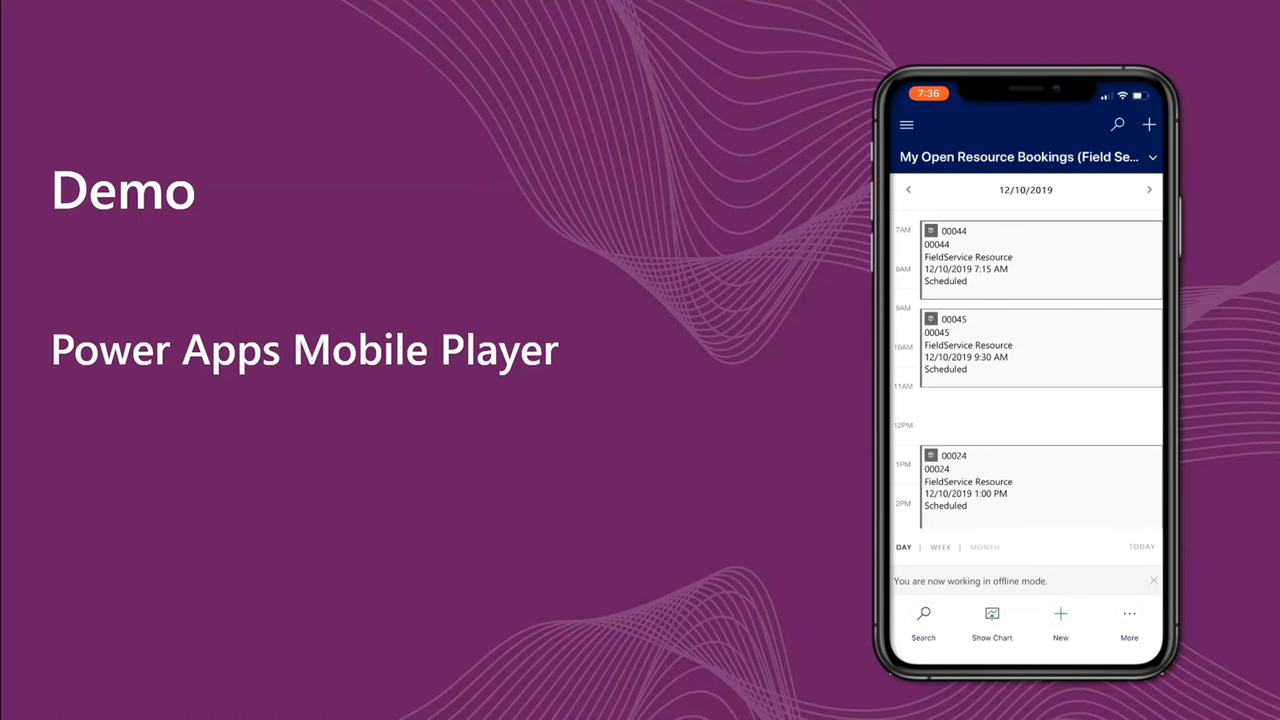 Demo
Power Apps Mobile Player
7:36
My Open Resource Bookings (Field Se...
12/10/2019
7AM
00044
00044
FieldService Resource
8AM
12/10/2019 7:15 AM
Scheduled
9AM
00045
00045
FieldService Resource
10AM
12/10/2019 9:30 AM
Scheduled
11AM
12PM
00024
1PM
00024
FieldService Resource
12/10/2019 1:00 PM
2PM
Scheduled
DAY | WEEK | MONTH TODAY
You are now working in offline mode.
Search Show Chart New More